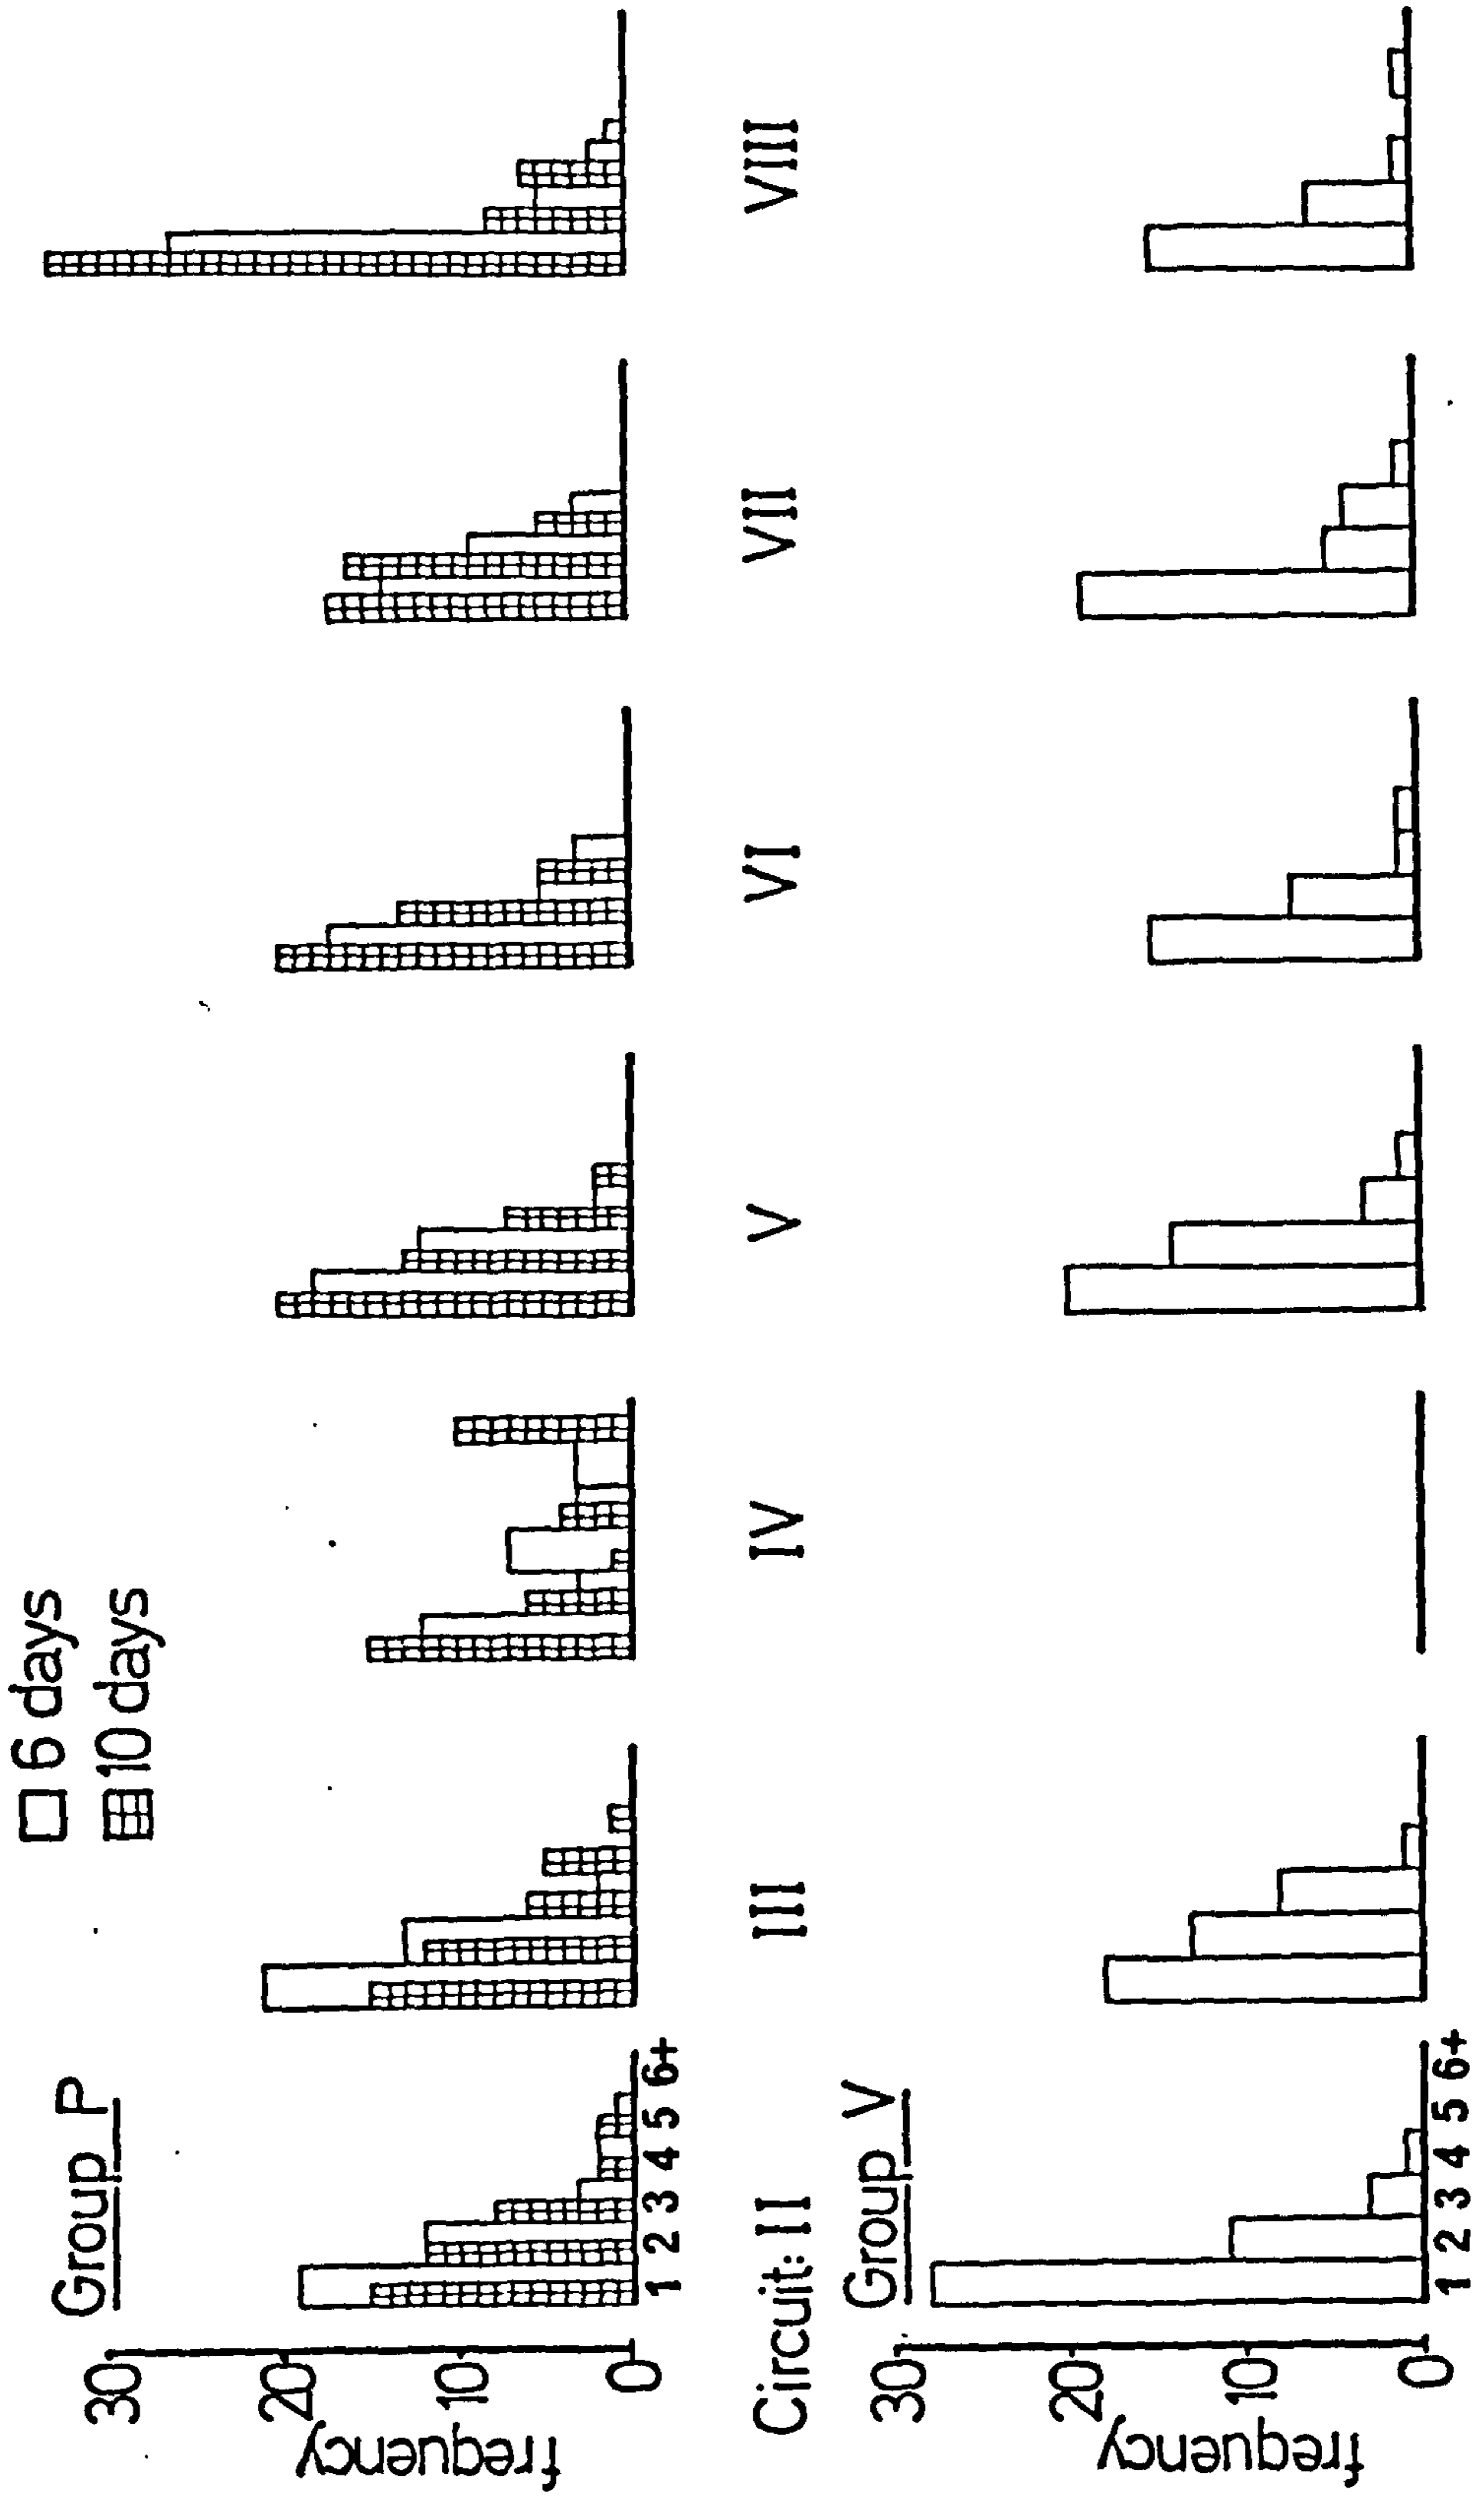 6 days
10 days
Group P
frequency
30
20
10
0
1 2 3 4 5 6+
Circuit: II III IV V VI VII VIII
Group V
frequency
30
20
10
0
1 2 3 4 5 6+